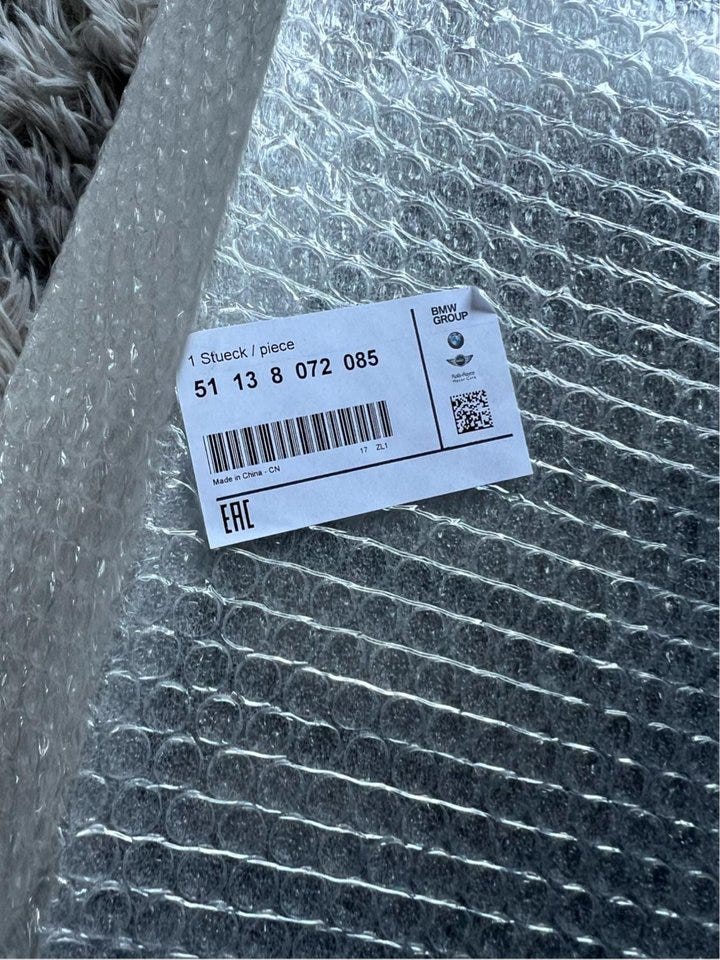 1 Stueck / piece
51 13 8 072 085
17 ZL1
Made in China - CN
EAC
BMW
GROUP